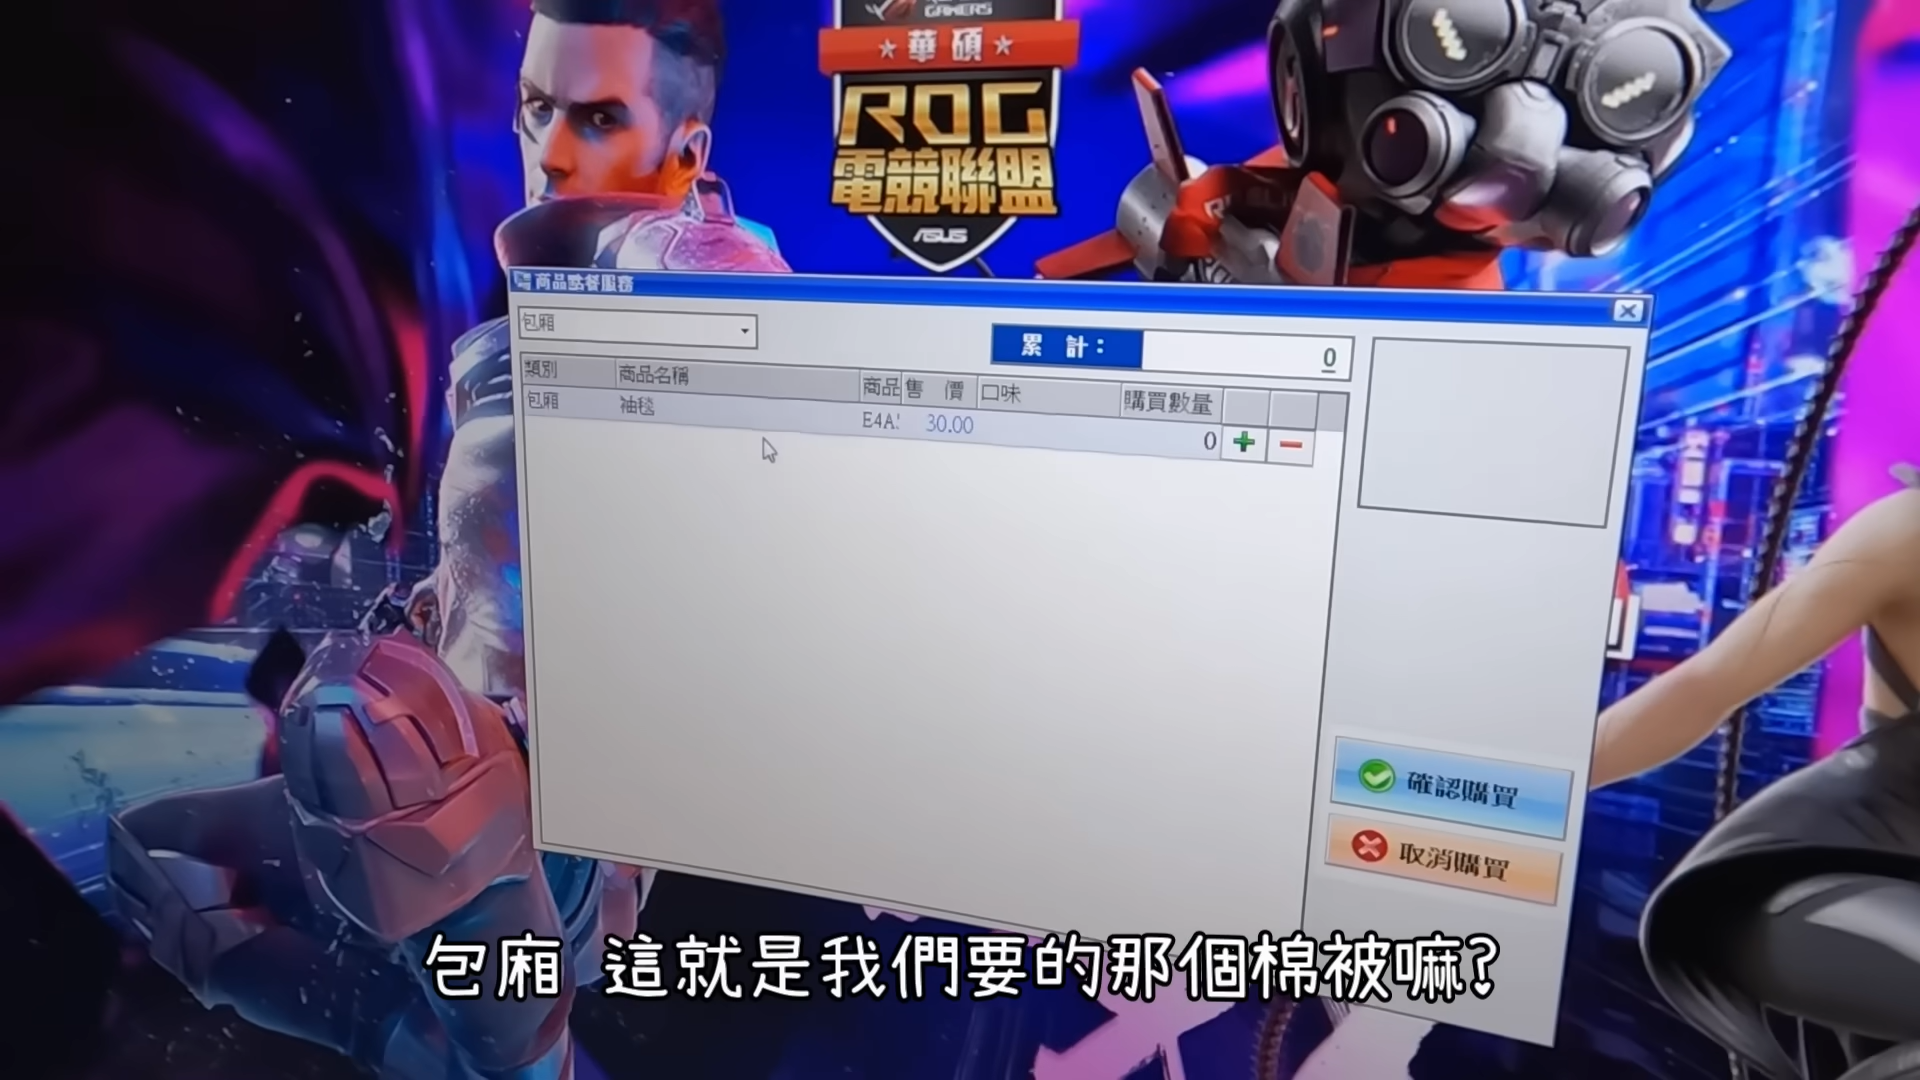 GAMERS
華碩
ROG
電競聯盟
ASUS
商品點餐服務
包廂
累 計：
0
類別 商品名稱 商品 售 價 口味 購買數量
包廂 袖毯 E4A! 30.00 0
確認購買
取消購買
包廂 這就是我們要的那個棉被嘛?